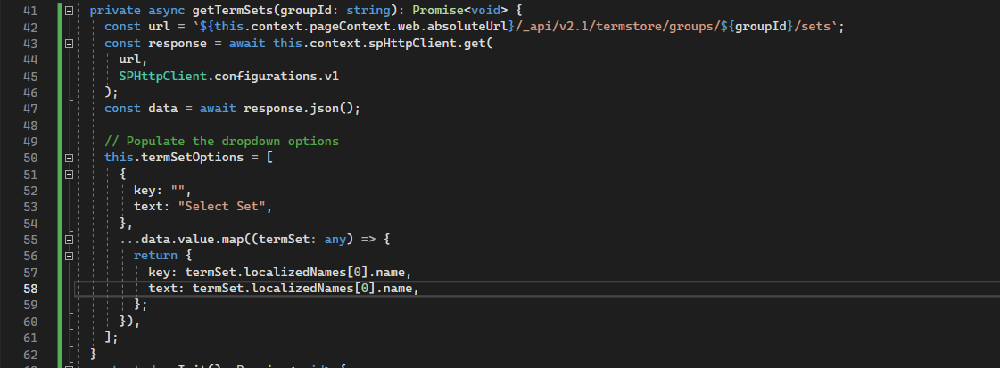 41 private async getTermSets(groupId: string): Promise<void> {
42 const url = `${this.context.pageContext.web.absoluteUrl}/_api/v2.1/termstore/groups/${groupId}/sets`;
43 const response = await this.context.spHttpClient.get(
44 url,
45 SPHttpClient.configurations.v1
46 );
47 const data = await response.json();
48
49 // Populate the dropdown options
50 this.termSetOptions = [
51 {
52 key: "",
53 text: "Select Set",
54 },
55 ...data.value.map((termSet: any) => {
56 return {
57 key: termSet.localizedNames[0].name,
58 text: termSet.localizedNames[0].name,
59 };
60 }),
61 ];
62 }